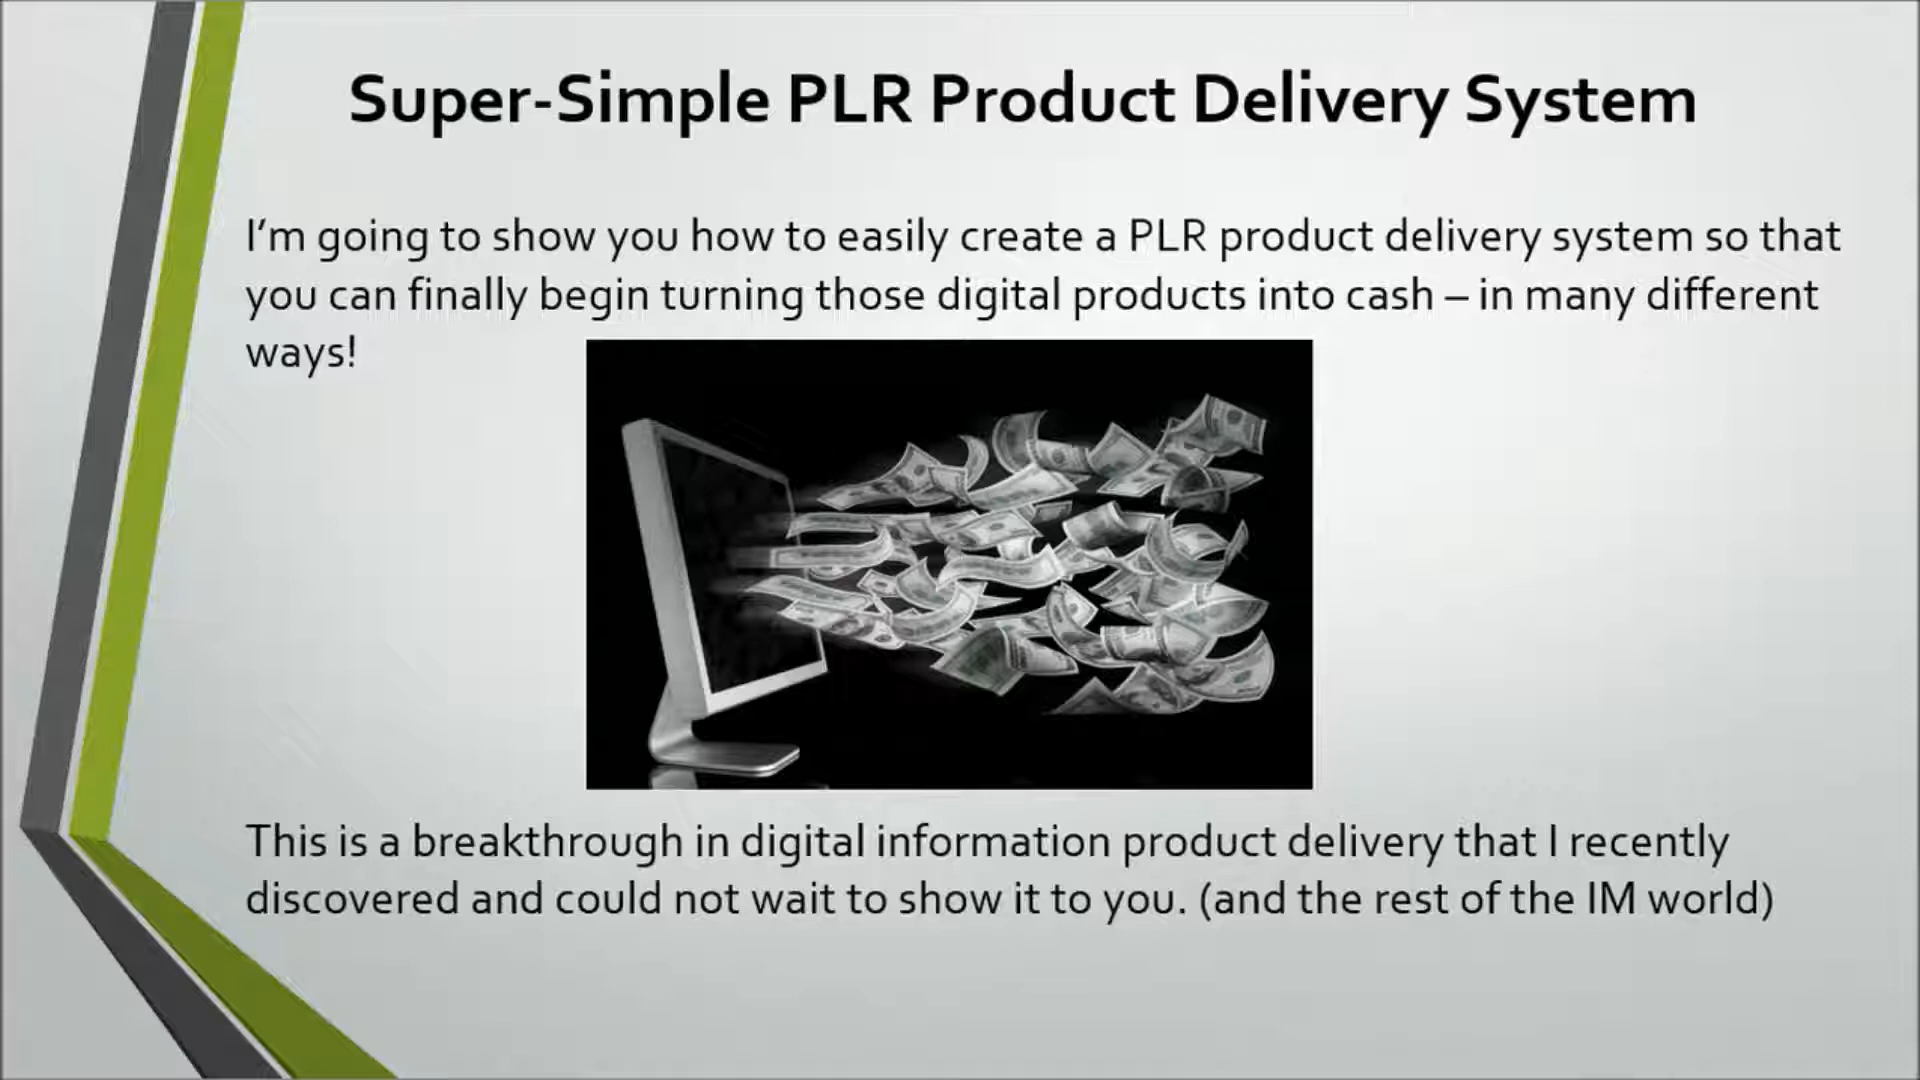 Super-Simple PLR Product Delivery System
I’m going to show you how to easily create a PLR product delivery system so that
you can finally begin turning those digital products into cash – in many different
ways!
This is a breakthrough in digital information product delivery that I recently
discovered and could not wait to show it to you. (and the rest of the IM world)